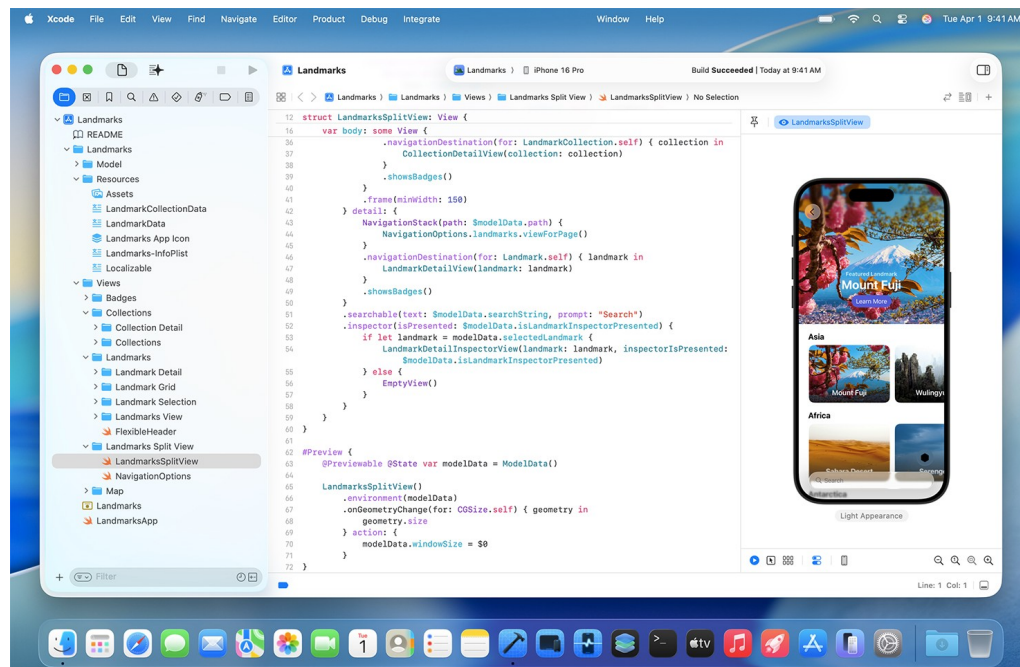 Xcode File Edit View Find Navigate Editor Product Debug Integrate Window Help Tue Apr 1 9:41 AM
Landmarks
Landmarks iPhone 16 Pro Build Succeeded | Today at 9:41 AM
Landmarks Landmarks Views Landmarks Split View LandmarksSplitView No Selection
Landmarks
README
Landmarks
Model
Resources
Assets
LandmarkCollectionData
LandmarkData
Landmarks App Icon
Landmarks-InfoPlist
Localizable
Views
Badges
Collections
Collection Detail
Collections
Landmarks
Landmark Detail
Landmark Grid
Landmark Selection
Landmarks View
FlexibleHeader
Landmarks Split View
LandmarksSplitView
NavigationOptions
Map
Landmarks
LandmarksApp
Filter
12 struct LandmarksSplitView: View {
16 var body: some View {
36 .navigationDestination(for: LandmarkCollection.self) { collection in
37 CollectionDetailView(collection: collection)
38 }
39 .showsBadges()
40 }
41 .frame(minWidth: 150)
42 } detail: {
43 NavigationStack(path: $modelData.path) {
44 NavigationOptions.landmarks.viewForPage()
45 }
46 .navigationDestination(for: Landmark.self) { landmark in
47 LandmarkDetailView(landmark: landmark)
48 }
49 .showsBadges()
50 }
51 .searchable(text: $modelData.searchString, prompt: "Search")
52 .inspector(isPresented: $modelData.isLandmarkInspectorPresented) {
53 if let landmark = modelData.selectedLandmark {
54 LandmarkDetailInspectorView(landmark: landmark, inspectorIsPresented:
$modelData.isLandmarkInspectorPresented)
55 } else {
56 EmptyView()
57 }
58 }
59 }
60 }
61
62 #Preview {
63 @Previewable @State var modelData = ModelData()
64
65 LandmarksSplitView()
66 .environment(modelData)
67 .onGeometryChange(for: CGSize.self) { geometry in
68 geometry.size
69 } action: {
70 modelData.windowSize = $0
71 }
72 }
LandmarksSplitView
Featured Landmark
Mount Fuji
Learn More
Asia
Mount Fuji Wulingyu
Africa
Sahara Desert Sereng
Search
Antarctica
Light Appearance
Line: 1 Col: 1
Tue
1
tv